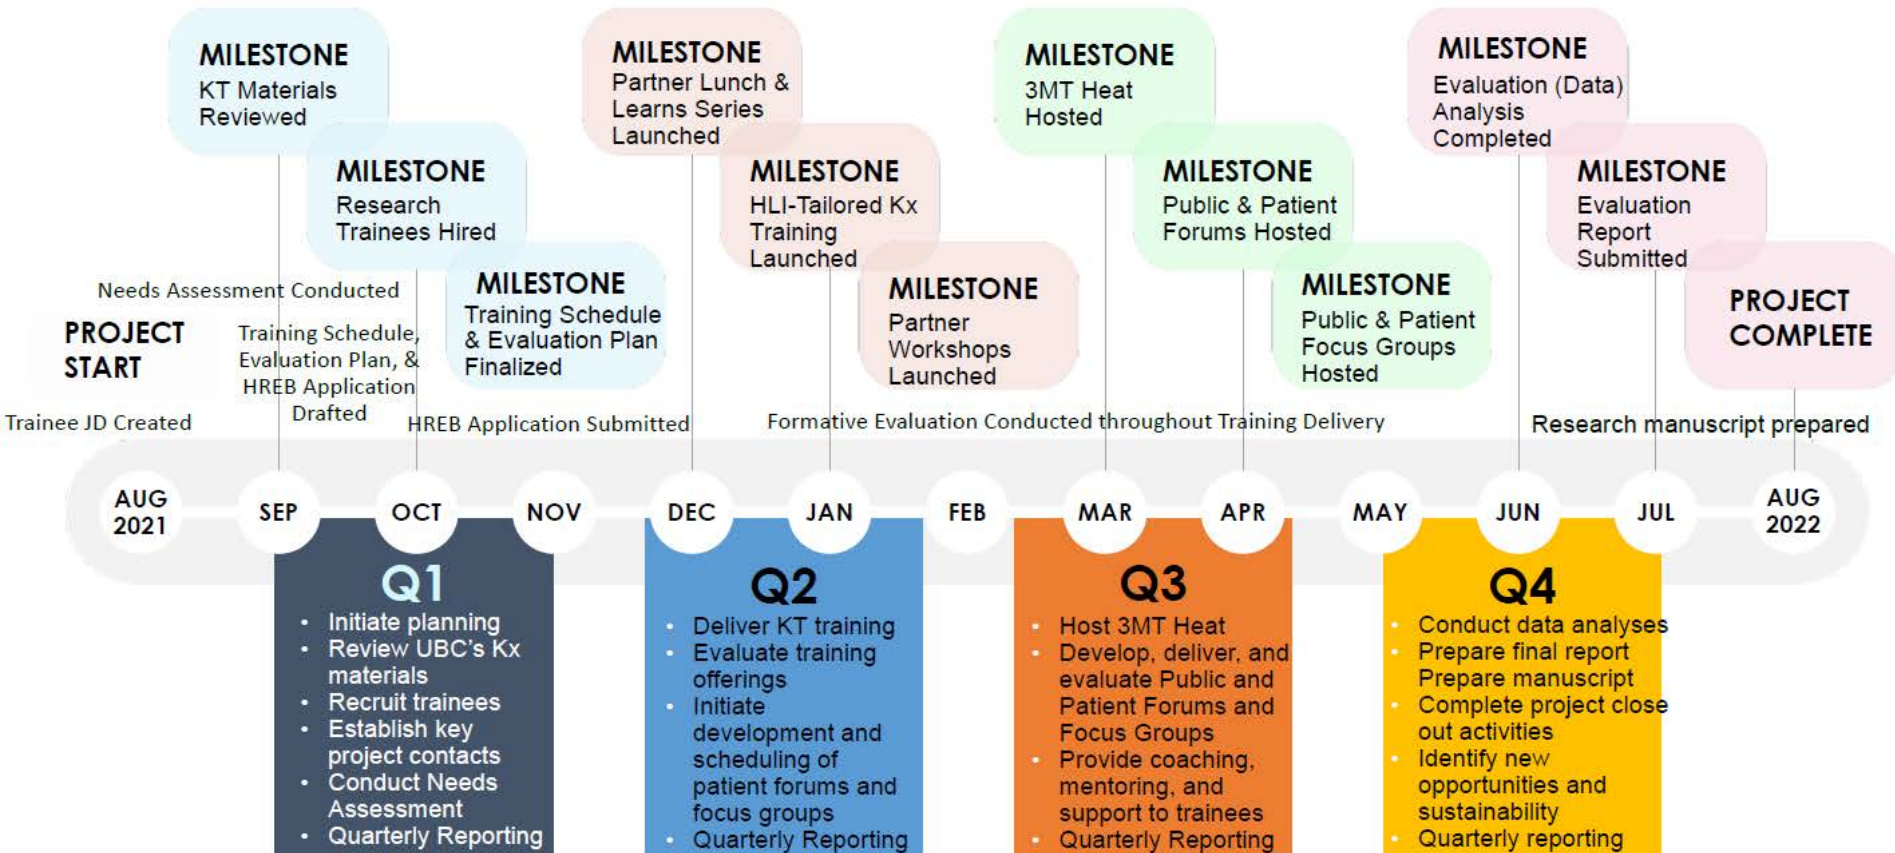 MILESTONE
KT Materials
Reviewed
MILESTONE
Research
Trainees Hired
MILESTONE
Training Schedule
& Evaluation Plan
Finalized
MILESTONE
Partner Lunch &
Learns Series
Launched
MILESTONE
HLI-Tailored Kx
Training
Launched
MILESTONE
Partner
Workshops
Launched
MILESTONE
3MT Heat
Hosted
MILESTONE
Public & Patient
Forums Hosted
MILESTONE
Public & Patient
Focus Groups
Hosted
MILESTONE
Evaluation (Data)
Analysis
Completed
MILESTONE
Evaluation
Report
Submitted
PROJECT
COMPLETE
Needs Assessment Conducted
PROJECT
START
Training Schedule,
Evaluation Plan, &
HREB Application
Drafted
Trainee JD Created
HREB Application Submitted
Formative Evaluation Conducted throughout Training Delivery
Research manuscript prepared
AUG
2021
SEP
OCT
NOV
DEC
JAN
FEB
MAR
APR
MAY
JUN
JUL
AUG
2022
Q1
• Initiate planning
• Review UBC's Kx
materials
• Recruit trainees
• Establish key
project contacts
• Conduct Needs
Assessment
• Quarterly Reporting
Q2
• Deliver KT training
• Evaluate training
offerings
• Initiate
development and
scheduling of
patient forums and
focus groups
• Quarterly Reporting
Q3
• Host 3MT Heat
• Develop, deliver, and
evaluate Public and
Patient Forums and
Focus Groups
• Provide coaching,
mentoring, and
support to trainees
• Quarterly Reporting
Q4
• Conduct data analyses
• Prepare final report
Prepare manuscript
• Complete project close
out activities
• Identify new
opportunities and
sustainability
• Quarterly reporting